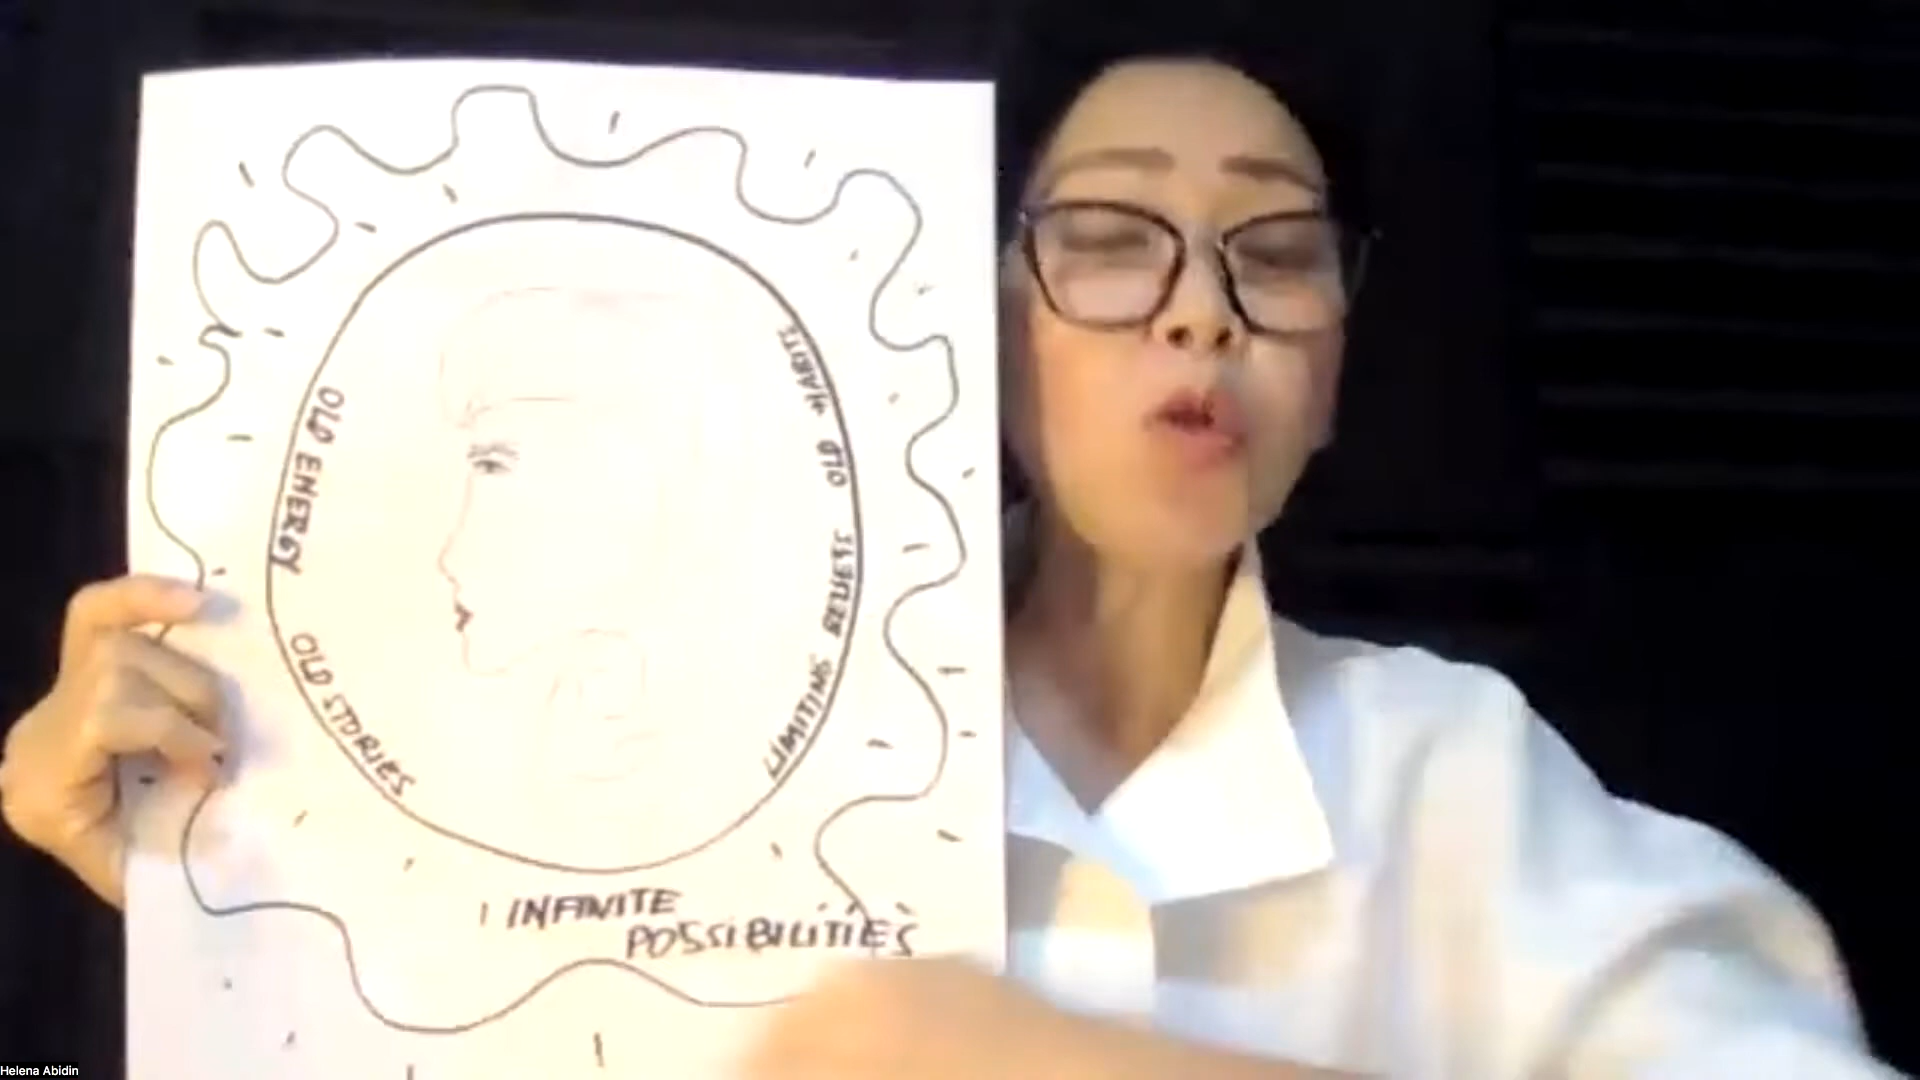 OLD ENERGY
OLD STORIES
LIMITING BELIEFS
OLD HABITS
INFINITE
POSSIBILITIES
Helena Abidin